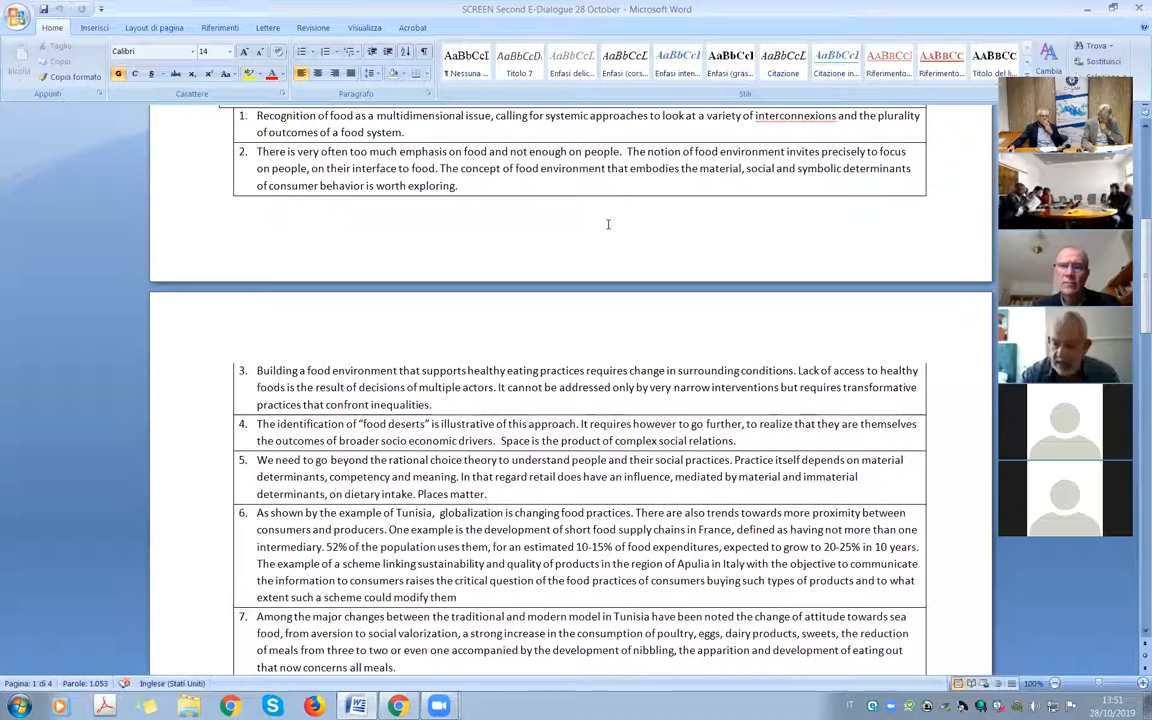 SCREEN Second E-Dialogue 28 October - Microsoft Word
Home Inserisci Layout di pagina Riferimenti Lettere Revisione Visualizza Acrobat
Incolla Taglia Calibri 14 AaBbCcI AaBbCcD AaBbCcI AaBbCcI AaBbCcI AaBbCcI AaBbCcI AaBbCcI AaBbCcI AaBbCcI AaBbCcI Trova
Copia Sostituisci
Copia formato ¶ Nessuna ... Titolo 7 Enfasi delic... Enfasi (cors... Enfasi inten... Enfasi (gras... Citazione Citazione in... Riferimento... Riferimento... Titolo del li... Cambia
Appunti Carattere Paragrafo Stili
1. Recognition of food as a multidimensional issue, calling for systemic approaches to look at a variety of interconnexions and the plurality
of outcomes of a food system.
2. There is very often too much emphasis on food and not enough on people. The notion of food environment invites precisely to focus
on people, on their interface to food. The concept of food environment that embodies the material, social and symbolic determinants
of consumer behavior is worth exploring.
3. Building a food environment that supports healthy eating practices requires change in surrounding conditions. Lack of access to healthy
foods is the result of decisions of multiple actors. It cannot be addressed only by very narrow interventions but requires transformative
practices that confront inequalities.
4. The identification of “food deserts” is illustrative of this approach. It requires however to go further, to realize that they are themselves
the outcomes of broader socio economic drivers. Space is the product of complex social relations.
5. We need to go beyond the rational choice theory to understand people and their social practices. Practice itself depends on material
determinants, competency and meaning. In that regard retail does have an influence, mediated by material and immaterial
determinants, on dietary intake. Places matter.
6. As shown by the example of Tunisia, globalization is changing food practices. There are also trends towards more proximity between
consumers and producers. One example is the development of short food supply chains in France, defined as having not more than one
intermediary. 52% of the population uses them, for an estimated 10-15% of food expenditures, expected to grow to 20-25% in 10 years.
The example of a scheme linking sustainability and quality of products in the region of Apulia in Italy with the objective to communicate
the information to consumers raises the critical question of the food practices of consumers buying such types of products and to what
extent such a scheme could modify them
7. Among the major changes between the traditional and modern model in Tunisia have been noted the change of attitude towards sea
food, from aversion to social valorization, a strong increase in the consumption of poultry, eggs, dairy products, sweets, the reduction
of meals from three to two or even one accompanied by the development of nibbling, the apparition and development of eating out
that now concerns all meals.
Pagina: 1 di 4 Parole: 1.053 Inglese (Stati Uniti) 100%
IT 13:51
28/10/2019